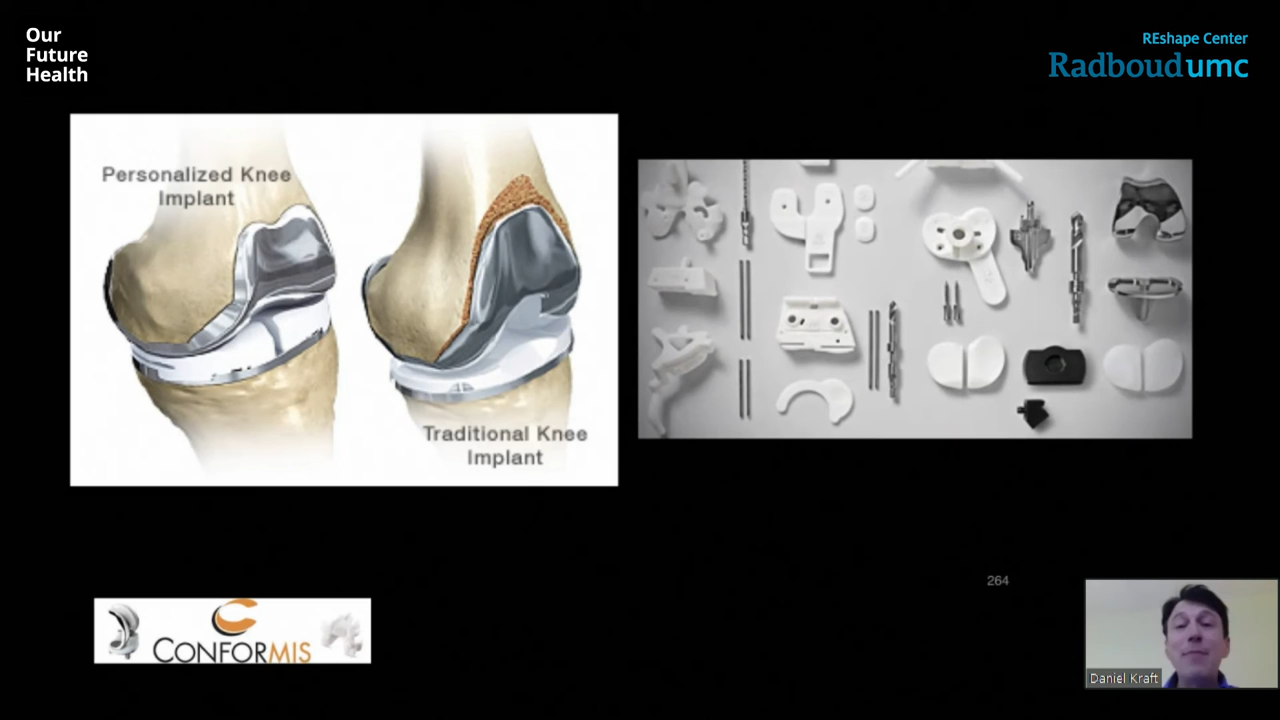 Our
Future
Health
REshape Center
Radboudumc
Personalized Knee
Implant
Traditional Knee
Implant
264
CONFORMIS
Daniel Kraft